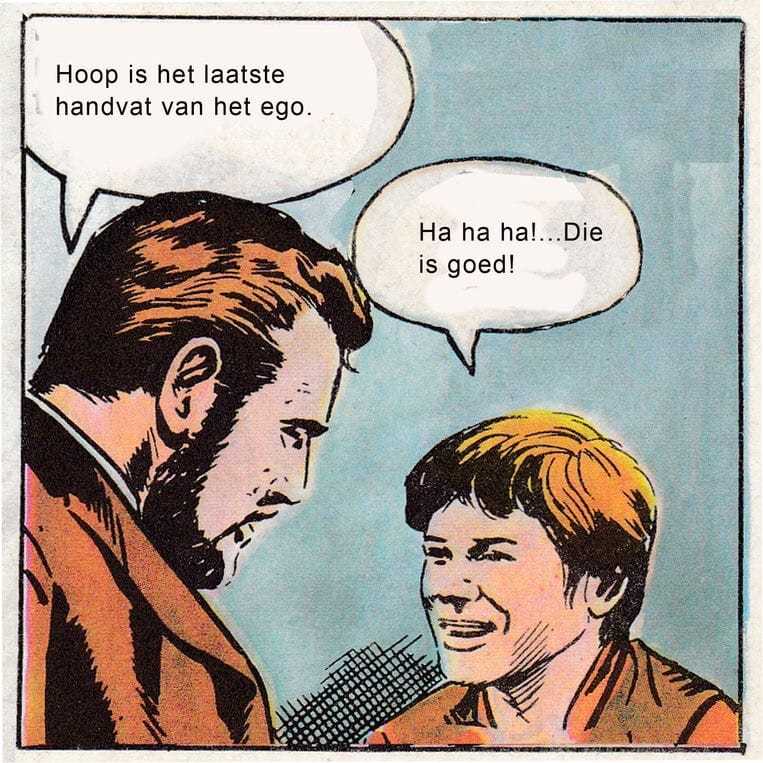 Hoop is het laatste
handvat van het ego.
Ha ha ha!...Die
is goed!